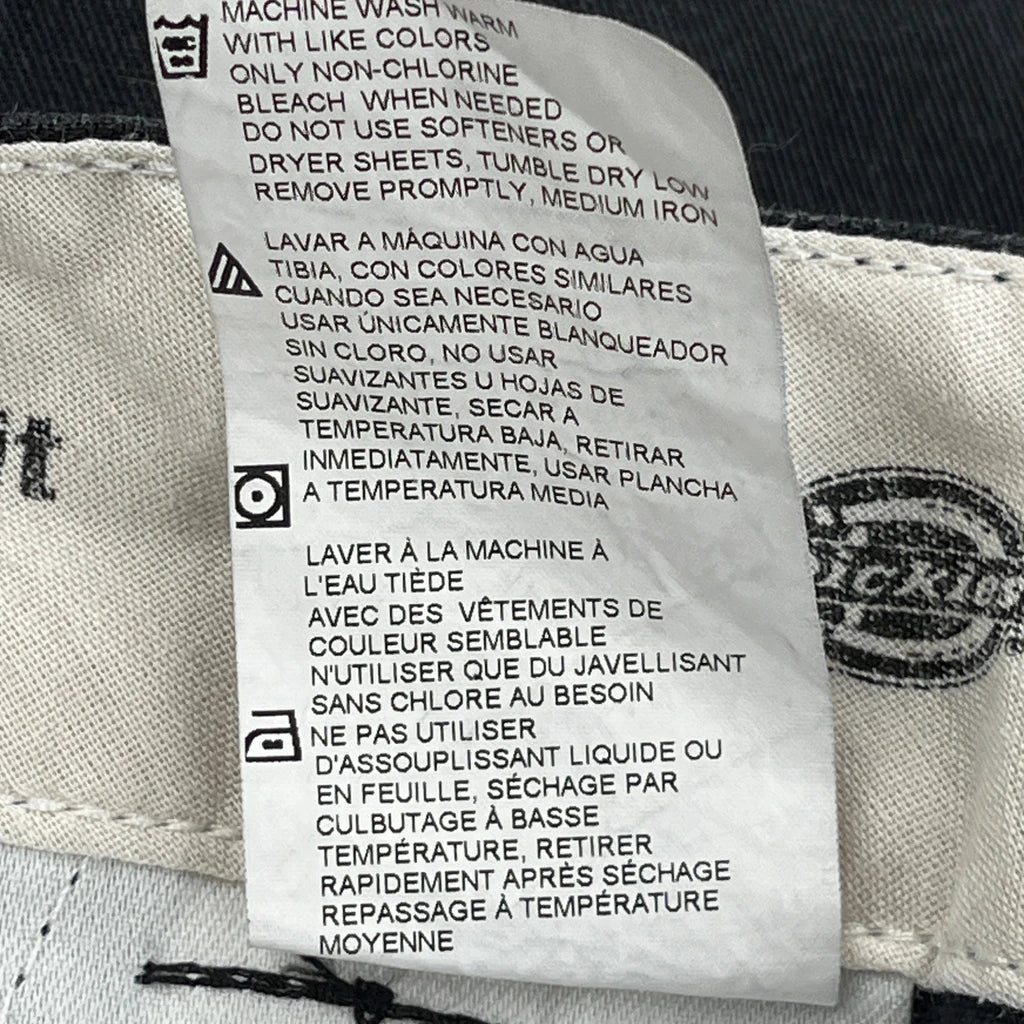 MACHINE WASH WARM
WITH LIKE COLORS
ONLY NON-CHLORINE
BLEACH WHEN NEEDED
DO NOT USE SOFTENERS OR
DRYER SHEETS, TUMBLE DRY LOW
REMOVE PROMPTLY, MEDIUM IRON
LAVAR A MÁQUINA CON AGUA
TIBIA, CON COLORES SIMILARES
CUANDO SEA NECESARIO
USAR ÚNICAMENTE BLANQUEADOR
SIN CLORO, NO USAR
SUAVIZANTES U HOJAS DE
SUAVIZANTE, SECAR A
TEMPERATURA BAJA, RETIRAR
INMEDIATAMENTE, USAR PLANCHA
A TEMPERATURA MEDIA
LAVER À LA MACHINE À
L'EAU TIÈDE
AVEC DES VÊTEMENTS DE
COULEUR SEMBLABLE
N'UTILISER QUE DU JAVELLISANT
SANS CHLORE AU BESOIN
NE PAS UTILISER
D'ASSOUPLISSANT LIQUIDE OU
EN FEUILLE, SÉCHAGE PAR
CULBUTAGE À BASSE
TEMPÉRATURE, RETIRER
RAPIDEMENT APRÈS SÉCHAGE
REPASSAGE À TEMPÉRATURE
MOYENNE
DICKIES